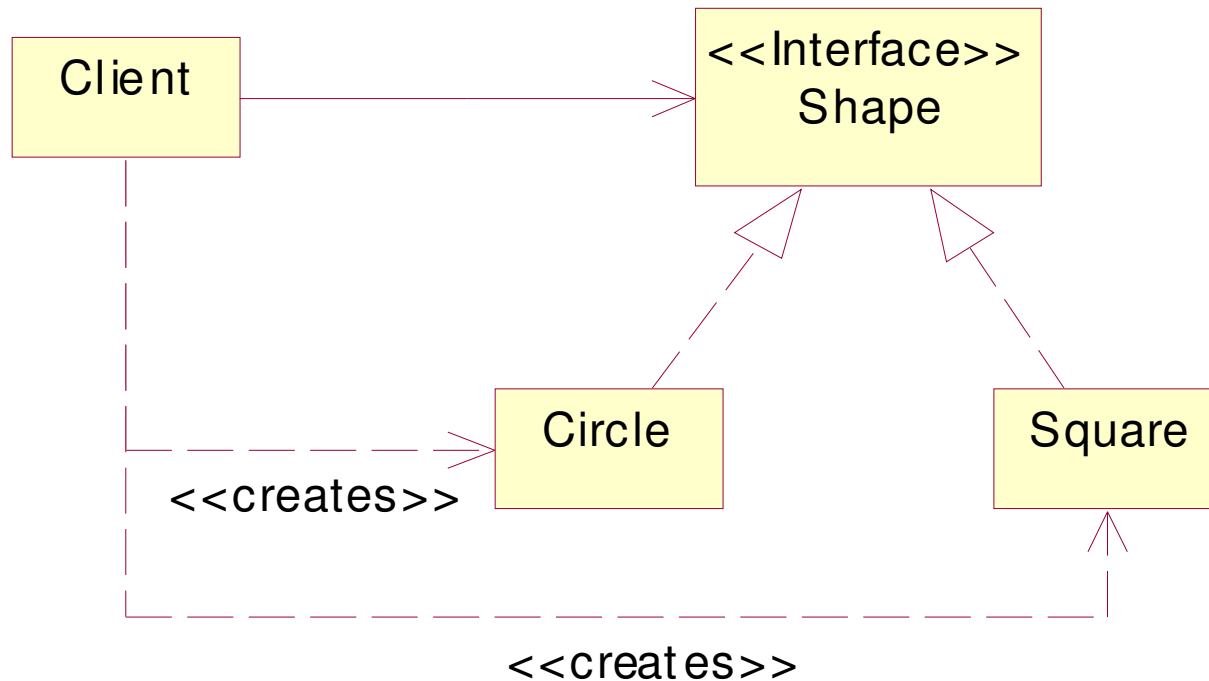 Client
<<Interface>>
Shape
Circle
Square
<<creates>>
<<creates>>